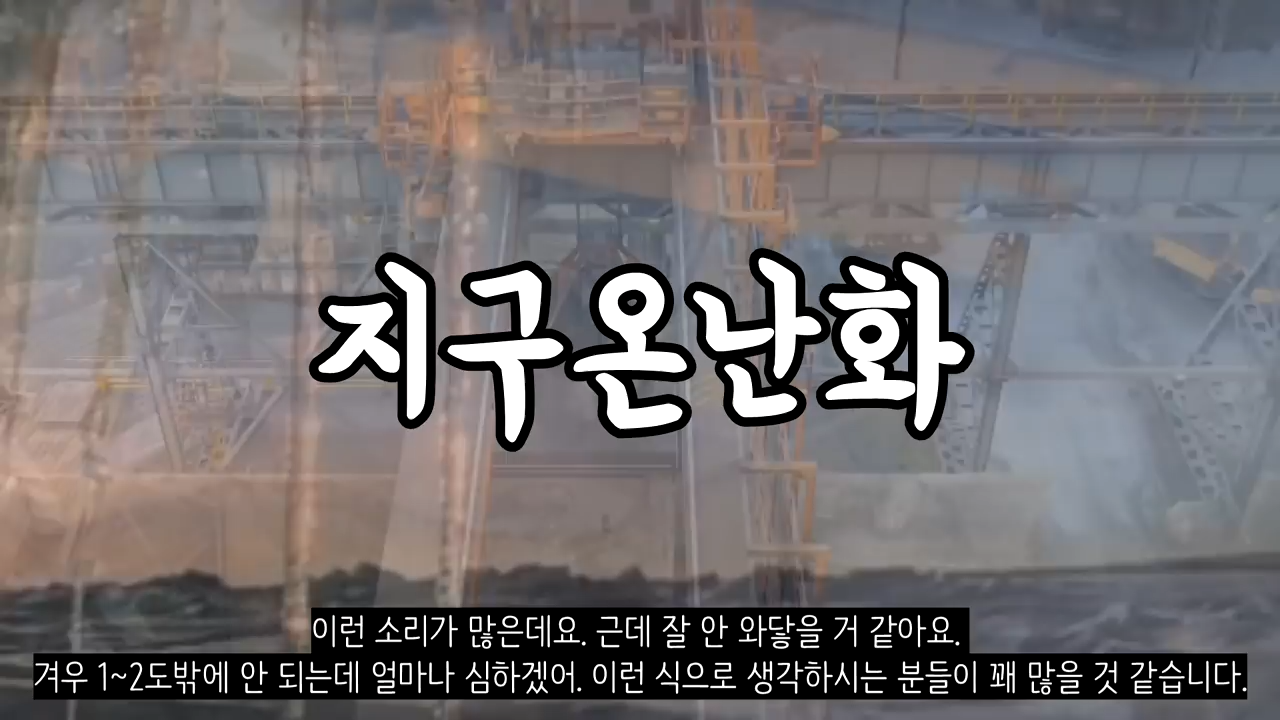 지구온난화
이런 소리가 많은데요. 근데 잘 안 와닿을 거 같아요.
겨우 1~2도밖에 안 되는데 얼마나 심하겠어. 이런 식으로 생각하시는 분들이 꽤 많을 것 같습니다.